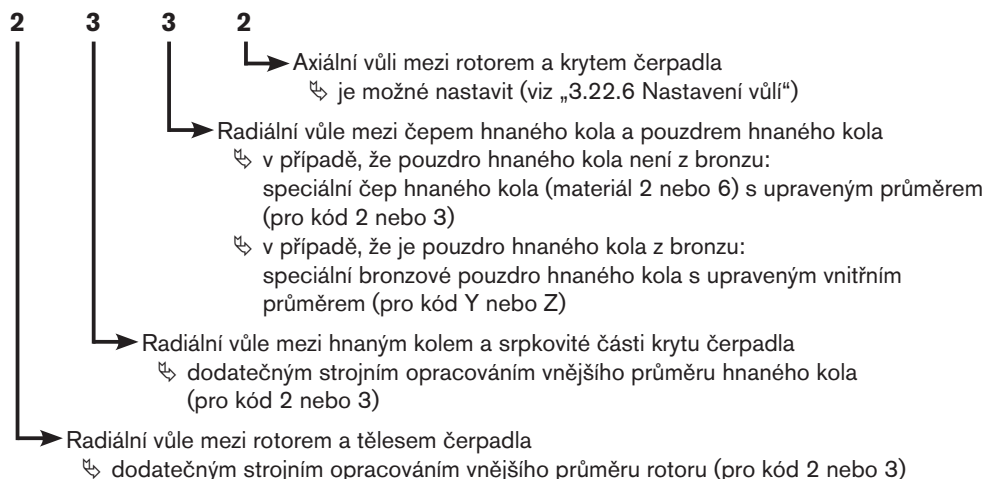 2 3 3 2
Axiální vůli mezi rotorem a krytem čerpadla
↪ je možné nastavit (viz „3.22.6 Nastavení vůlí“)
Radiální vůle mezi čepem hnaného kola a pouzdrem hnaného kola
↪ v případě, že pouzdro hnaného kola není z bronzu:
speciální čep hnaného kola (materiál 2 nebo 6) s upraveným průměrem
(pro kód 2 nebo 3)
↪ v případě, že je pouzdro hnaného kola z bronzu:
speciální bronzové pouzdro hnaného kola s upraveným vnitřním
průměrem (pro kód Y nebo Z)
Radiální vůle mezi hnaným kolem a srpkovité části krytu čerpadla
↪ dodatečným strojním opracováním vnějšího průměru hnaného kola
(pro kód 2 nebo 3)
Radiální vůle mezi rotorem a tělesem čerpadla
↪ dodatečným strojním opracováním vnějšího průměru rotoru (pro kód 2 nebo 3)